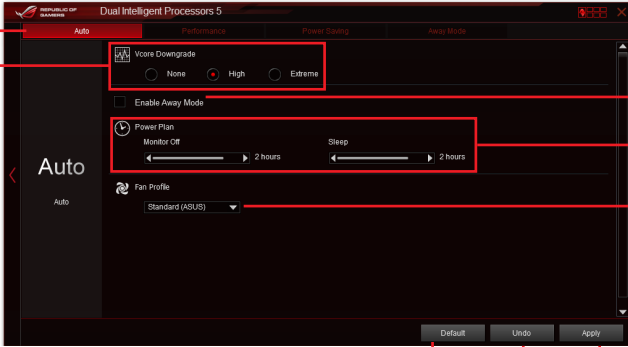 REPUBLIC OF
GAMERS
Dual Intelligent Processors 5
Auto
Performance
Power Saving
Away Mode
Vcore Downgrade
None
High
Extreme
Enable Away Mode
Power Plan
Monitor Off
Sleep
2 hours
2 hours
Auto
Auto
Fan Profile
Standard (ASUS)
Default
Undo
Apply